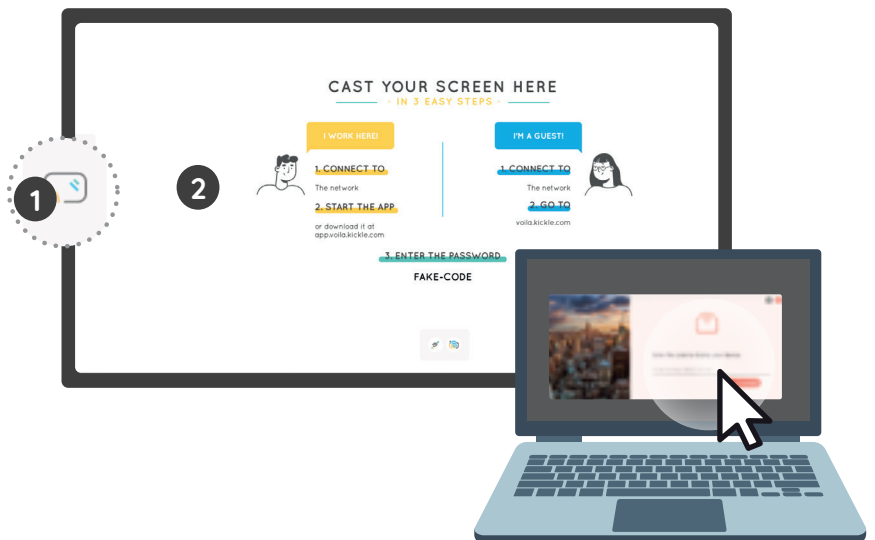 CAST YOUR SCREEN HERE
- IN 3 EASY STEPS -
I WORK HERE!
1. CONNECT TO
The network
2. START THE APP
or download it at
app.voila.kickle.com
I'M A GUEST!
1. CONNECT TO
The network
2. GO TO
voila.kickle.com
3. ENTER THE PASSWORD
FAKE-CODE
1
2